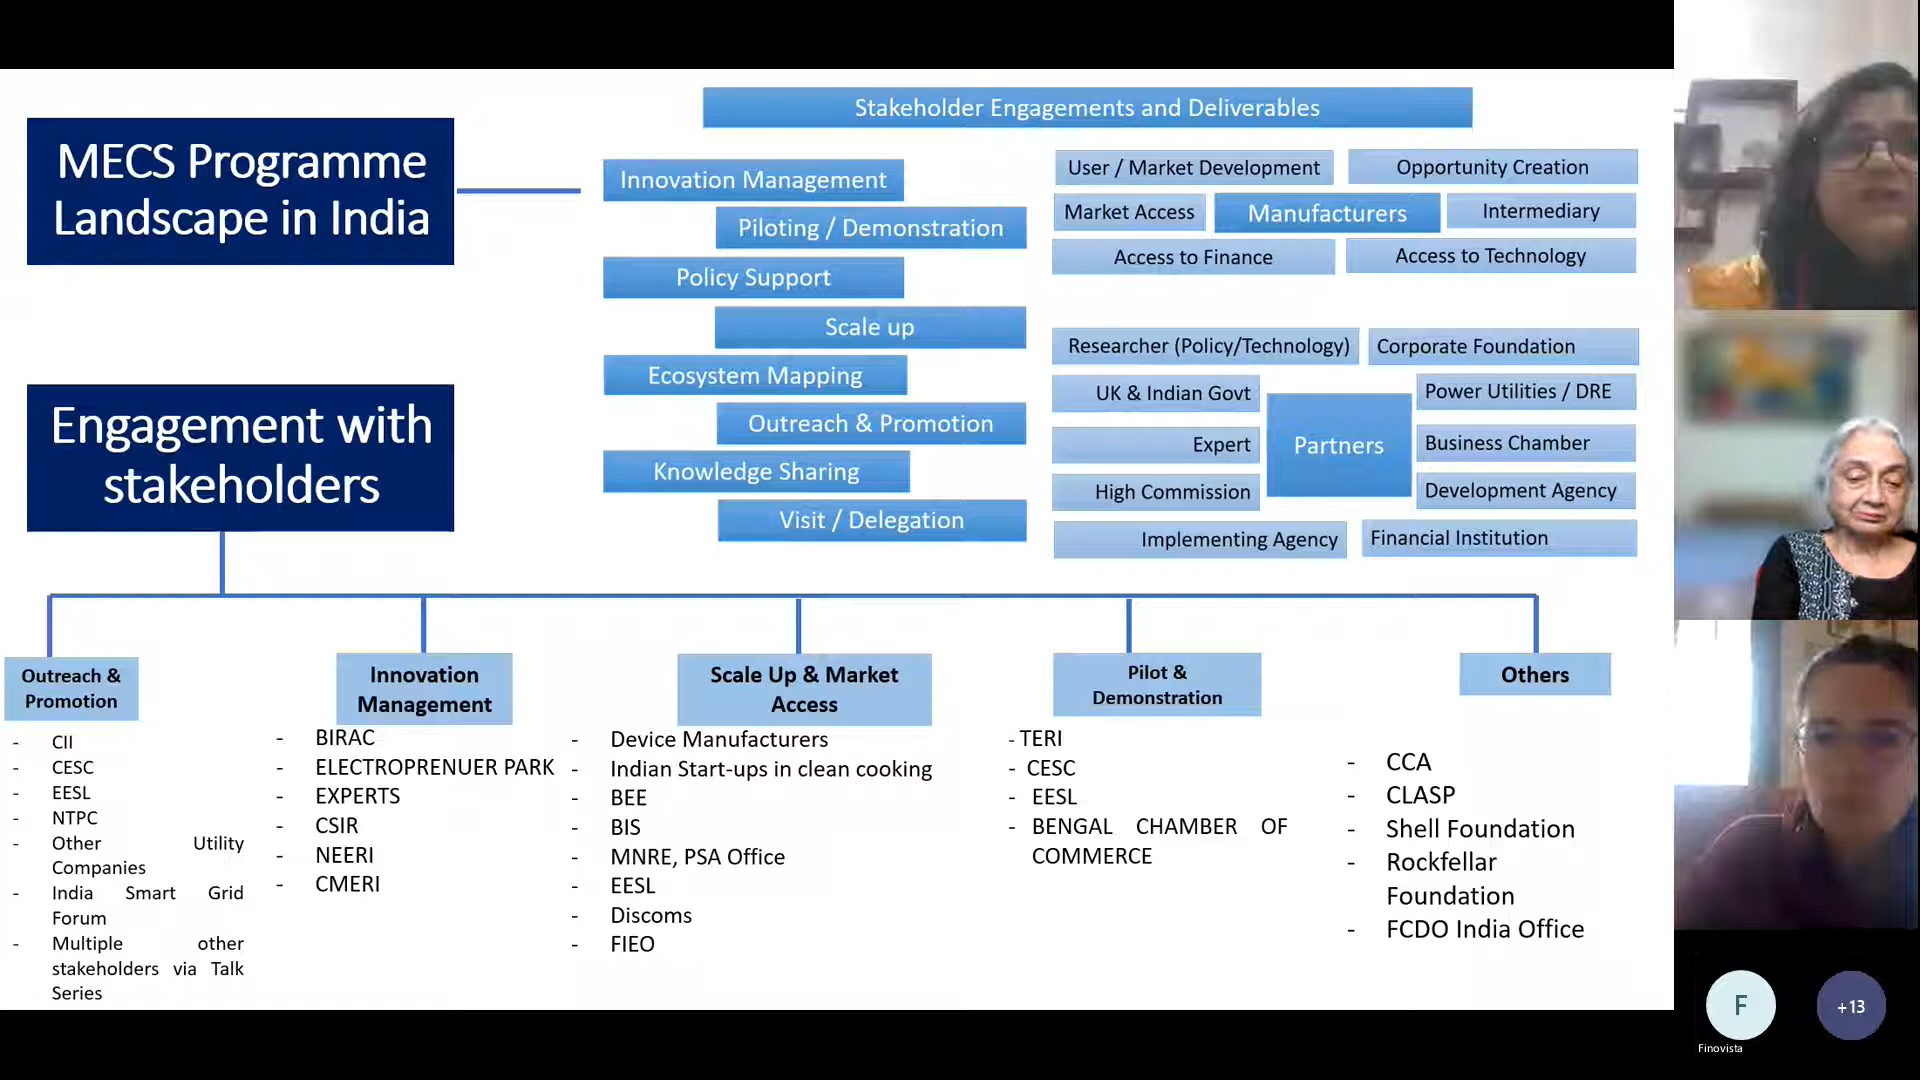 Stakeholder Engagements and Deliverables
MECS Programme
Landscape in India
Innovation Management
Piloting / Demonstration
Policy Support
Scale up
Ecosystem Mapping
Outreach & Promotion
Knowledge Sharing
Visit / Delegation
User / Market Development
Opportunity Creation
Market Access
Manufacturers
Intermediary
Access to Finance
Access to Technology
Researcher (Policy/Technology)
Corporate Foundation
UK & Indian Govt
Power Utilities / DRE
Expert
Partners
Business Chamber
High Commission
Development Agency
Implementing Agency
Financial Institution
Engagement with
stakeholders
Outreach &
Promotion
- CII
- CESC
- EESL
- NTPC
- Other Utility
Companies
- India Smart Grid
Forum
- Multiple other
stakeholders via Talk
Series
Innovation
Management
- BIRAC
- ELECTROPRENUER PARK
- EXPERTS
- CSIR
- NEERI
- CMERI
Scale Up & Market
Access
- Device Manufacturers
- Indian Start-ups in clean cooking
- BEE
- BIS
- MNRE, PSA Office
- EESL
- Discoms
- FIEO
Pilot &
Demonstration
- TERI
- CESC
- EESL
- BENGAL CHAMBER OF
COMMERCE
Others
- CCA
- CLASP
- Shell Foundation
- Rockfellar
Foundation
- FCDO India Office
F
Finovista
+13